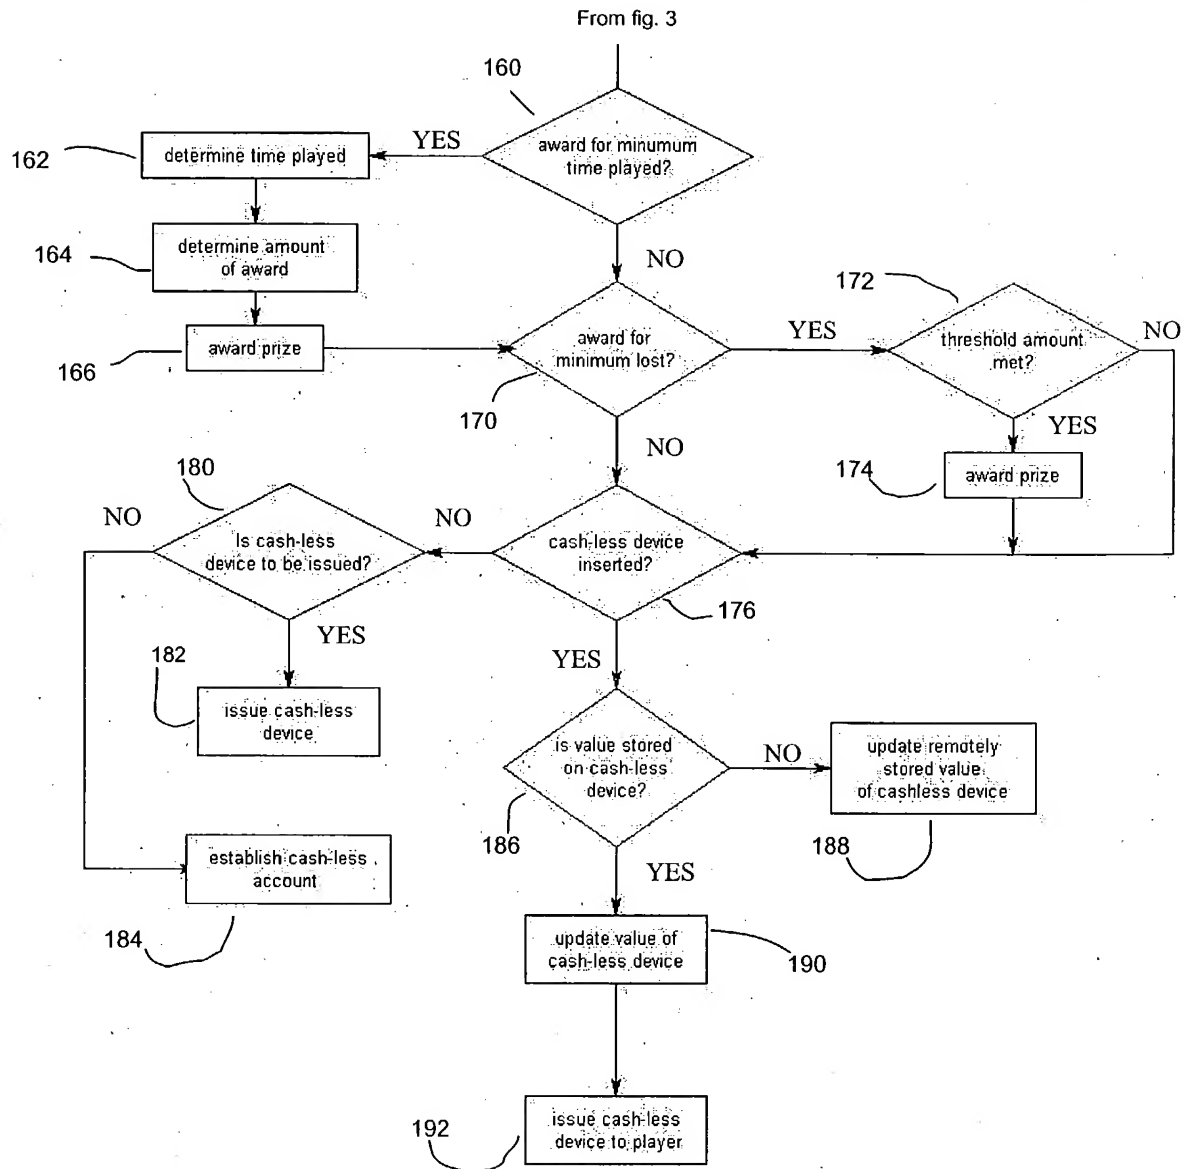 From fig. 3
160
award for minumum
time played?
YES
162
determine time played
164
determine amount
of award
NO
166
award prize
award for
minimum lost?
170
YES
172
threshold amount
met?
NO
YES
174
award prize
NO
180
NO
Is cash-less
device to be issued?
NO
cash-less device
inserted?
176
YES
182
issue cash-less
device
YES
is value stored
on cash-less
device?
186
NO
update remotely
stored value
of cashless device
188
establish cash-less
account
184
YES
update value of
cash-less device
190
issue cash-less
device to player
192